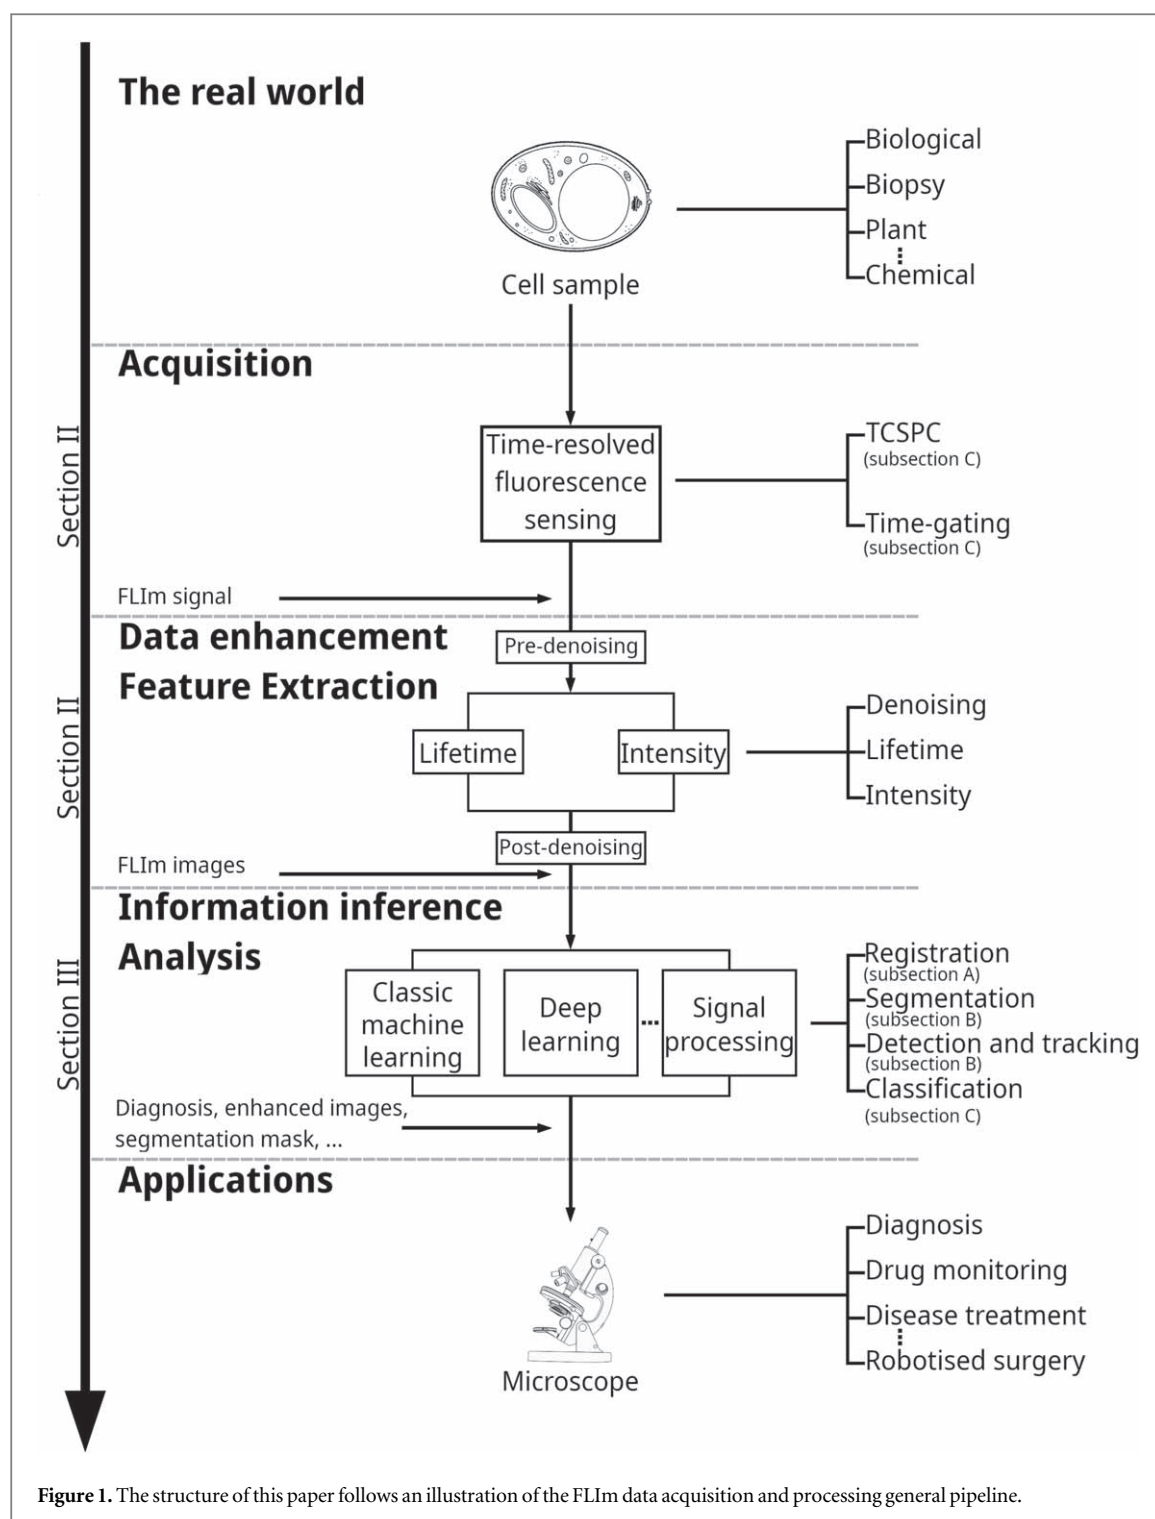 The real world
Biological
Biopsy
Plant
Chemical
Cell sample
Acquisition
Section II
Time-resolved
fluorescence
sensing
TCSPC
(subsection C)
Time-gating
(subsection C)
FLIm signal
Data enhancement
Pre-denoising
Feature Extraction
Section II
Lifetime
Intensity
Denoising
Lifetime
Intensity
Post-denoising
FLIm images
Information inference
Analysis
Section III
Classic
machine
learning
Deep
learning
...
Signal
processing
Registration
(subsection A)
Segmentation
(subsection B)
Detection and tracking
(subsection B)
Classification
(subsection C)
Diagnosis, enhanced images,
segmentation mask, ...
Applications
Diagnosis
Drug monitoring
Disease treatment
Robotised surgery
Microscope
Figure 1. The structure of this paper follows an illustration of the FLIm data acquisition and processing general pipeline.